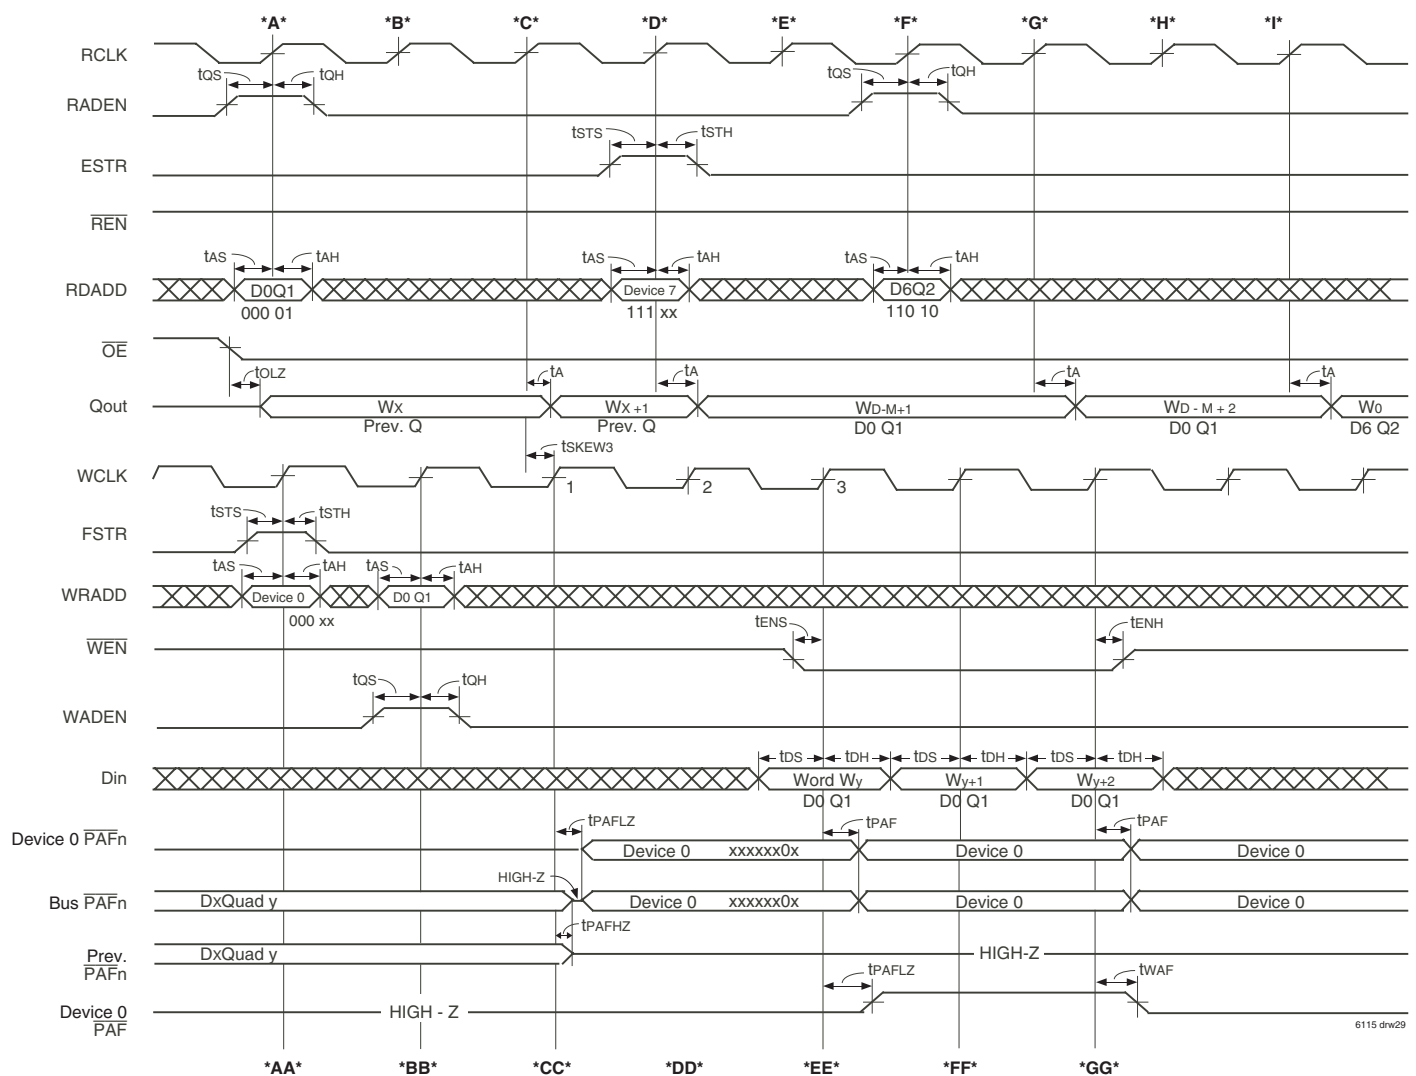 *A* *B* *C* *D* *E* *F* *G* *H* *I*
RCLK
tQS tQH tQS tQH
RADEN
tSTS tSTH
ESTR
REN
tAS tAH tAS tAH tAS tAH
RDADD D0Q1 Device 7 D6Q2
000 01 111 xx 110 10
OE
tOLZ tA tA tA tA
Qout WX WX +1 WD-M+1 WD - M + 2 W0
Prev. Q Prev. Q D0 Q1 D0 Q1 D6 Q2
tSKEW3
WCLK 1 2 3
tSTS tSTH
FSTR
tAS tAH tAS tAH
WRADD Device 0 D0 Q1
000 xx
tENS tENH
WEN
tQS tQH
WADEN
tDS tDH tDS tDH tDS tDH
Din Word Wy Wy+1 Wy+2
D0 Q1 D0 Q1 D0 Q1
tPAFLZ tPAF tPAF
Device 0 PAFn Device 0 xxxxxx0x Device 0 Device 0
HIGH-Z
Bus PAFn DxQuad y Device 0 xxxxxx0x Device 0 Device 0
tPAFHZ
Prev. DxQuad y HIGH-Z
PAFn
tPAFLZ tWAF
Device 0 HIGH - Z
PAF
6115 drw29
*AA* *BB* *CC* *DD* *EE* *FF* *GG*